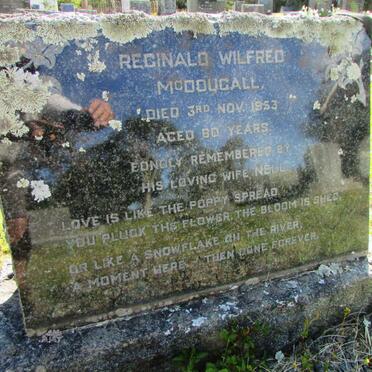 REGINALD WILFRED
McDOUGALL,
DIED 3RD NOV. 1953
AGED 80 YEARS.
FONDLY REMEMBERED BY
HIS LOVING WIFE NELL
LOVE IS LIKE THE POPPY SPREAD,
YOU PLUCK THE FLOWER THE BLOOM IS SHED,
OR LIKE A SNOWFLAKE ON THE RIVER,
A MOMENT HERE - THEN GONE FOREVER.